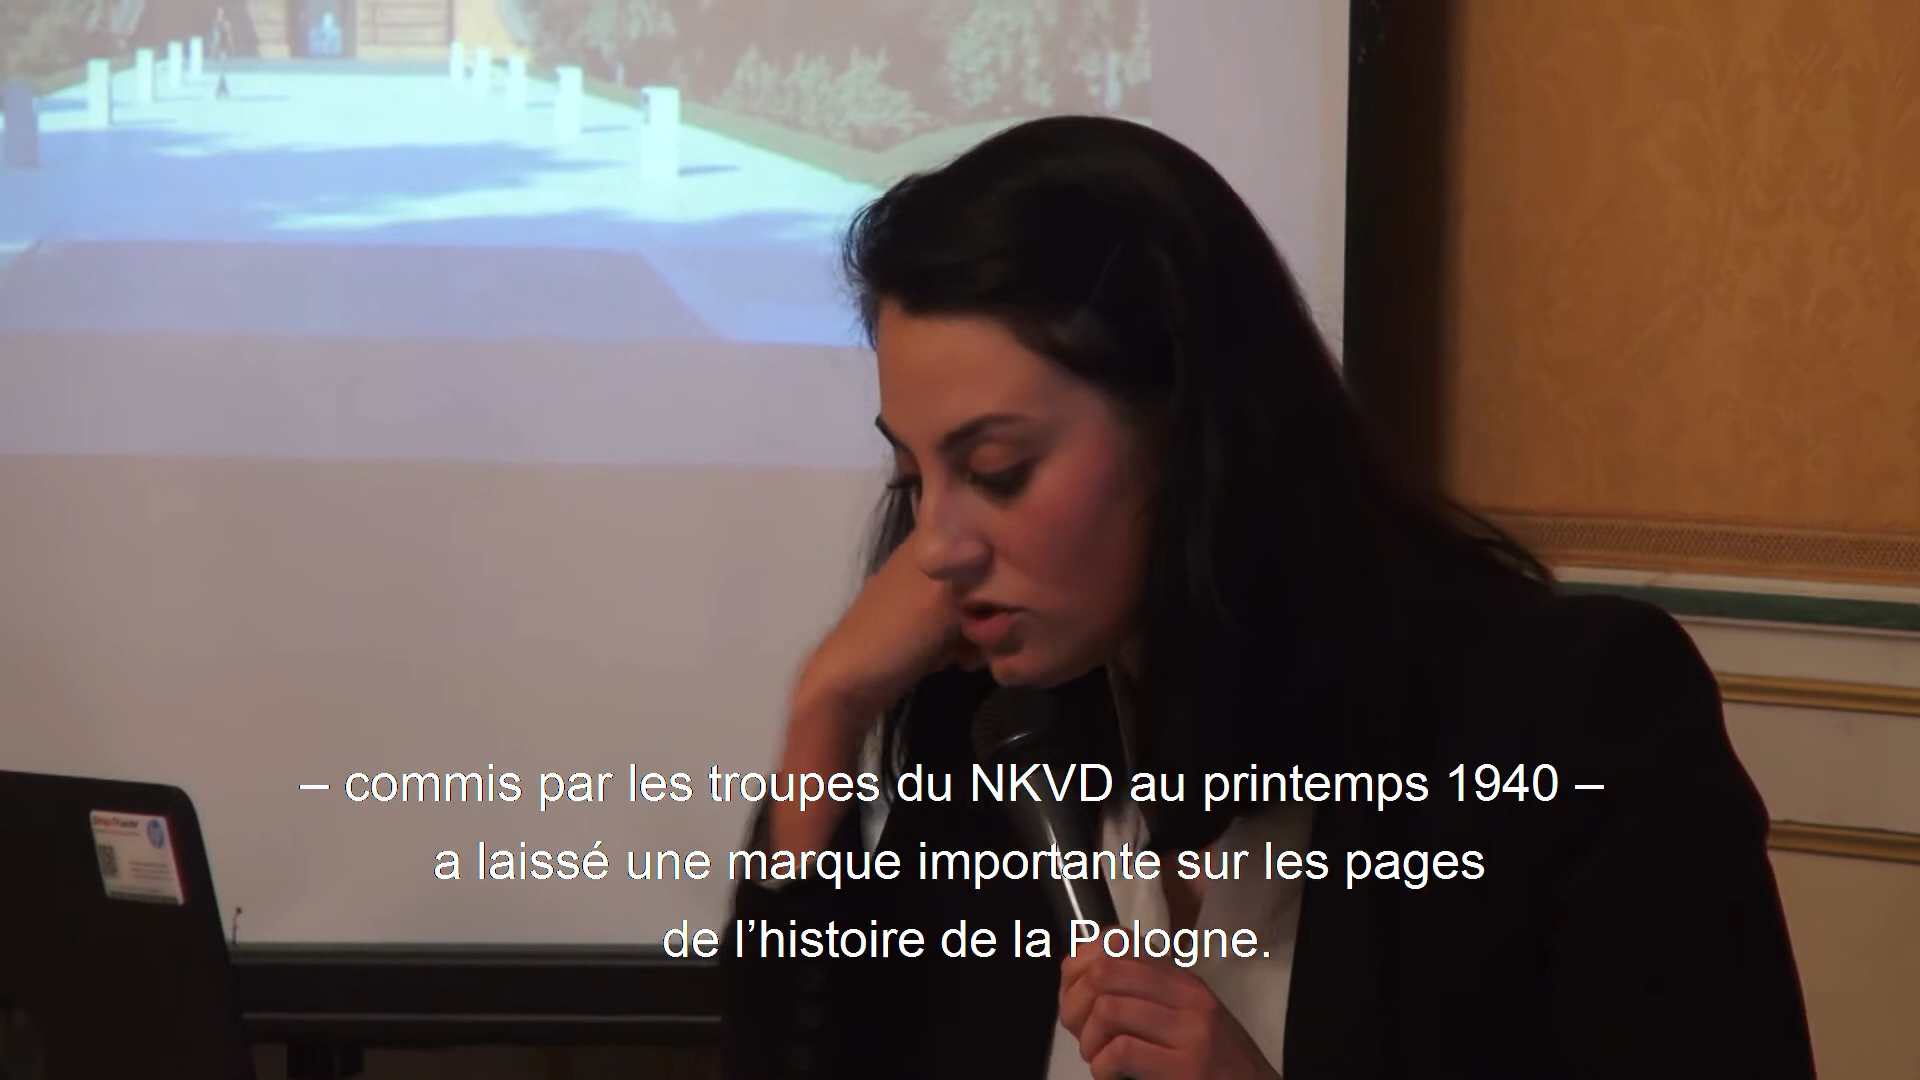 – commis par les troupes du NKVD au printemps 1940 –
a laissé une marque importante sur les pages
de l’histoire de la Pologne.